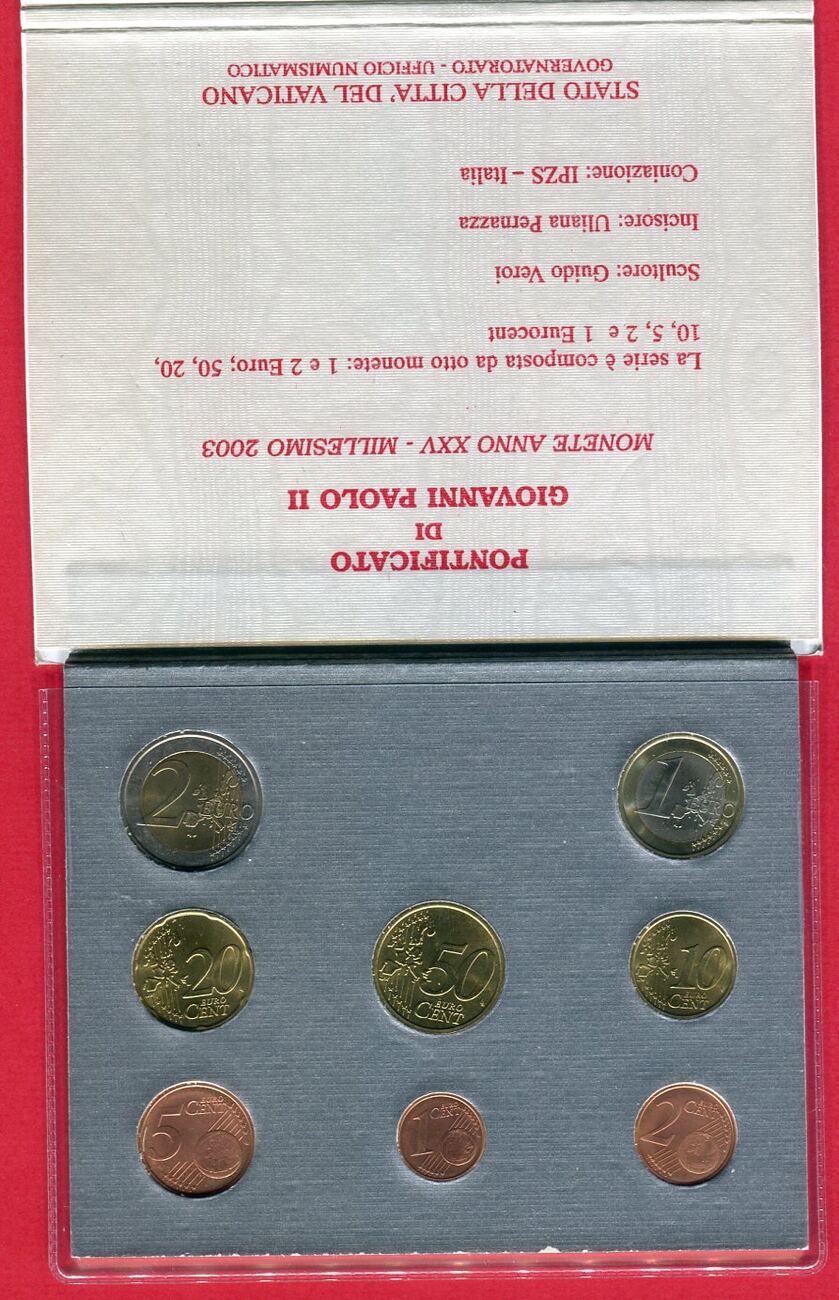 PONTIFICATO
DI
GIOVANNI PAOLO II
MONETE ANNO XXV - MILLESIMO 2003
La serie è composta da otto monete: 1 e 2 Euro; 50, 20,
10, 5, 2 e 1 Eurocent
Scultore: Guido Veroi
Incisore: Uliana Pernazza
Coniazione: IPZS – Italia
STATO DELLA CITTA' DEL VATICANO
GOVERNATORATO - UFFICIO NUMISMATICO
2 EURO
1
20 EURO CENT
50 EURO CENT
10 EURO CENT
5 EURO CENT
1 EURO CENT
2 EURO CENT